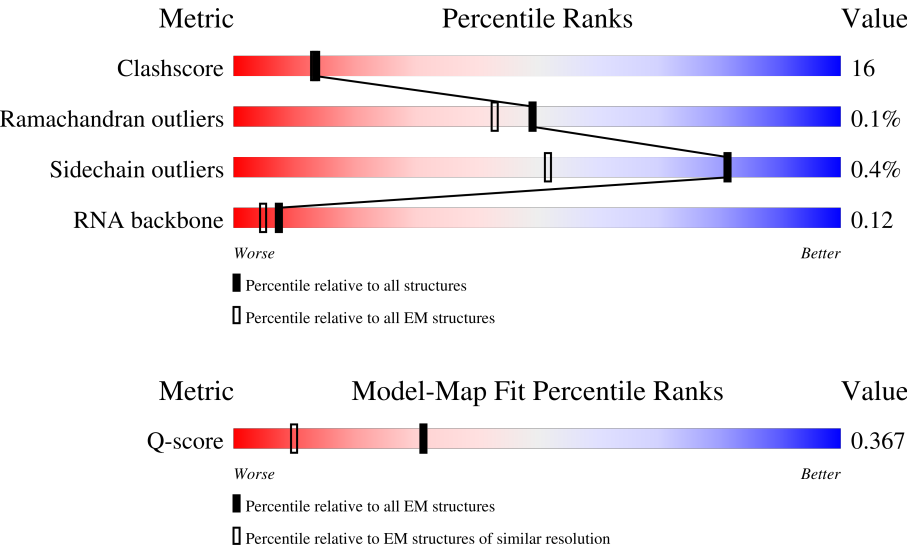 Metric Percentile Ranks Value
Clashscore 16
Ramachandran outliers 0.1%
Sidechain outliers 0.4%
RNA backbone 0.12
Worse Better
Percentile relative to all structures
Percentile relative to all EM structures
Metric Model-Map Fit Percentile Ranks Value
Q-score 0.367
Worse Better
Percentile relative to all EM structures
Percentile relative to EM structures of similar resolution